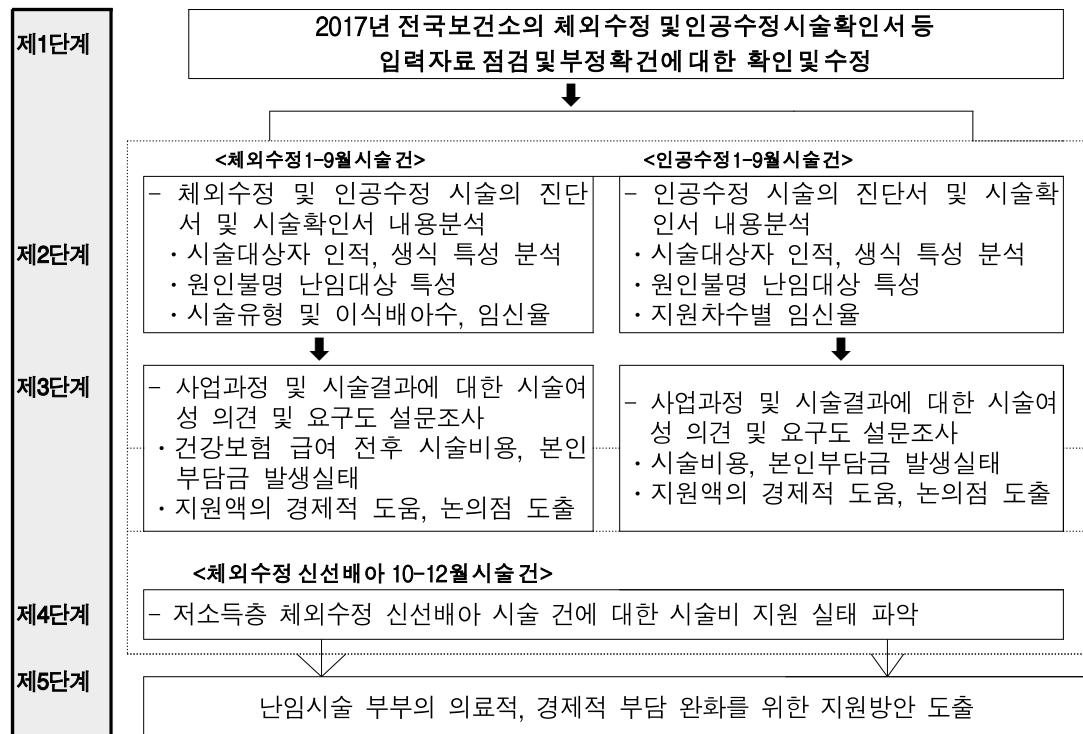 제1단계
2017년 전국보건소의 체외수정 및 인공수정시술확인서 등
입력자료 점검 및 부정확건에 대한 확인 및 수정
<체외수정 1-9월 시술 건>
<인공수정 1-9월 시술 건>
제2단계
- 체외수정 및 인공수정 시술의 진단
서 및 시술확인서 내용분석
· 시술대상자 인적, 생식 특성 분석
· 원인불명 난임대상 특성
· 시술유형 및 이식배아수, 임신율
- 인공수정 시술의 진단서 및 시술확
인서 내용분석
· 시술대상자 인적, 생식 특성 분석
· 원인불명 난임대상 특성
· 지원차수별 임신율
제3단계
- 사업과정 및 시술결과에 대한 시술여
성 의견 및 요구도 설문조사
· 건강보험 급여 전후 시술비용, 본인
부담금 발생실태
· 지원액의 경제적 도움, 논의점 도출
- 사업과정 및 시술결과에 대한 시술여
성 의견 및 요구도 설문조사
· 시술비용, 본인부담금 발생실태
· 지원액의 경제적 도움, 논의점 도출
<체외수정 신선배아 10-12월 시술 건>
제4단계
- 저소득층 체외수정 신선배아 시술 건에 대한 시술비 지원 실태 파악
제5단계
난임시술 부부의 의료적, 경제적 부담 완화를 위한 지원방안 도출